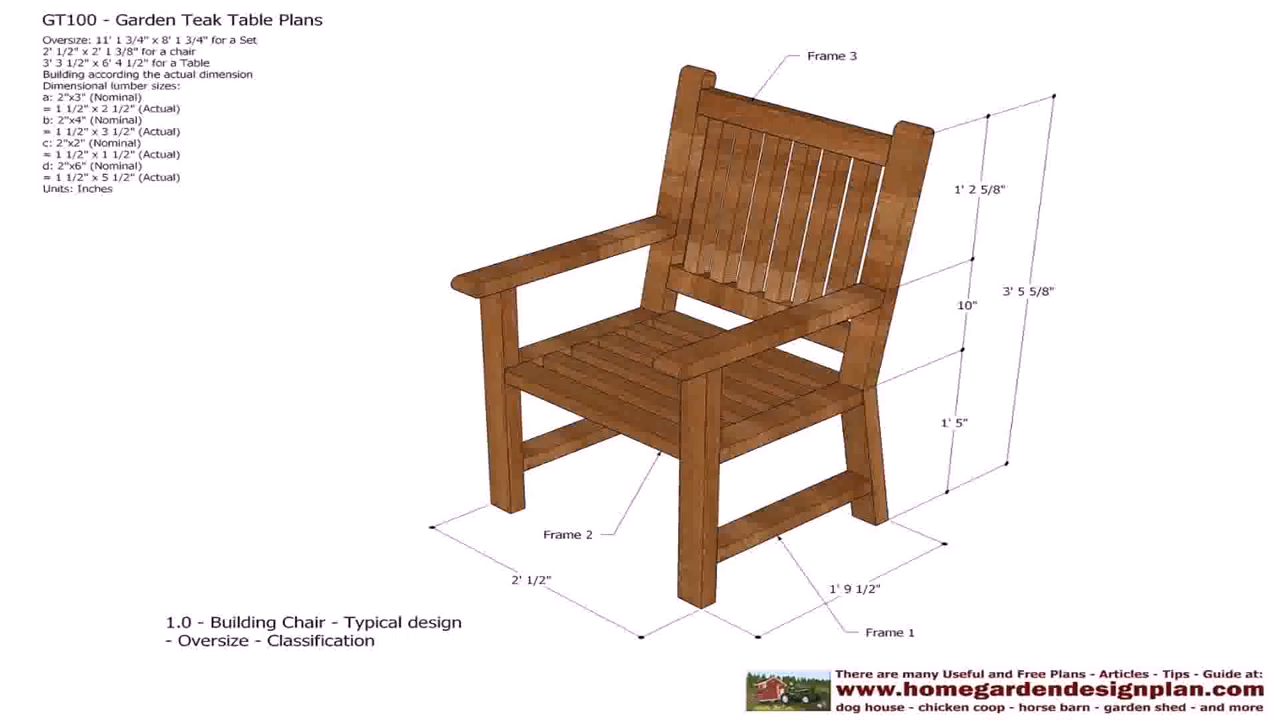 GT100 - Garden Teak Table Plans
Oversize: 11' 1 3/4" x 8' 1 3/4" for a Set
2' 1/2" x 2' 1 3/8" for a chair
3' 3 1/2" x 6' 4 1/2" for a Table
Building according the actual dimension
Dimensional lumber sizes:
a: 2"x3" (Nominal)
= 1 1/2" x 2 1/2" (Actual)
b: 2"x4" (Nominal)
= 1 1/2" x 3 1/2" (Actual)
c: 2"x2" (Nominal)
= 1 1/2" x 1 1/2" (Actual)
d: 2"x6" (Nominal)
= 1 1/2" x 5 1/2" (Actual)
Units: Inches
Frame 3
1' 2 5/8"
3' 5 5/8"
10"
1' 5"
Frame 2
2' 1/2"
1' 9 1/2"
Frame 1
1.0 - Building Chair - Typical design
- Oversize - Classification
There are many Useful and Free Plans - Articles - Tips - Guide at:
www.homegardendesignplan.com
dog house - chicken coop - horse barn - garden shed - and more